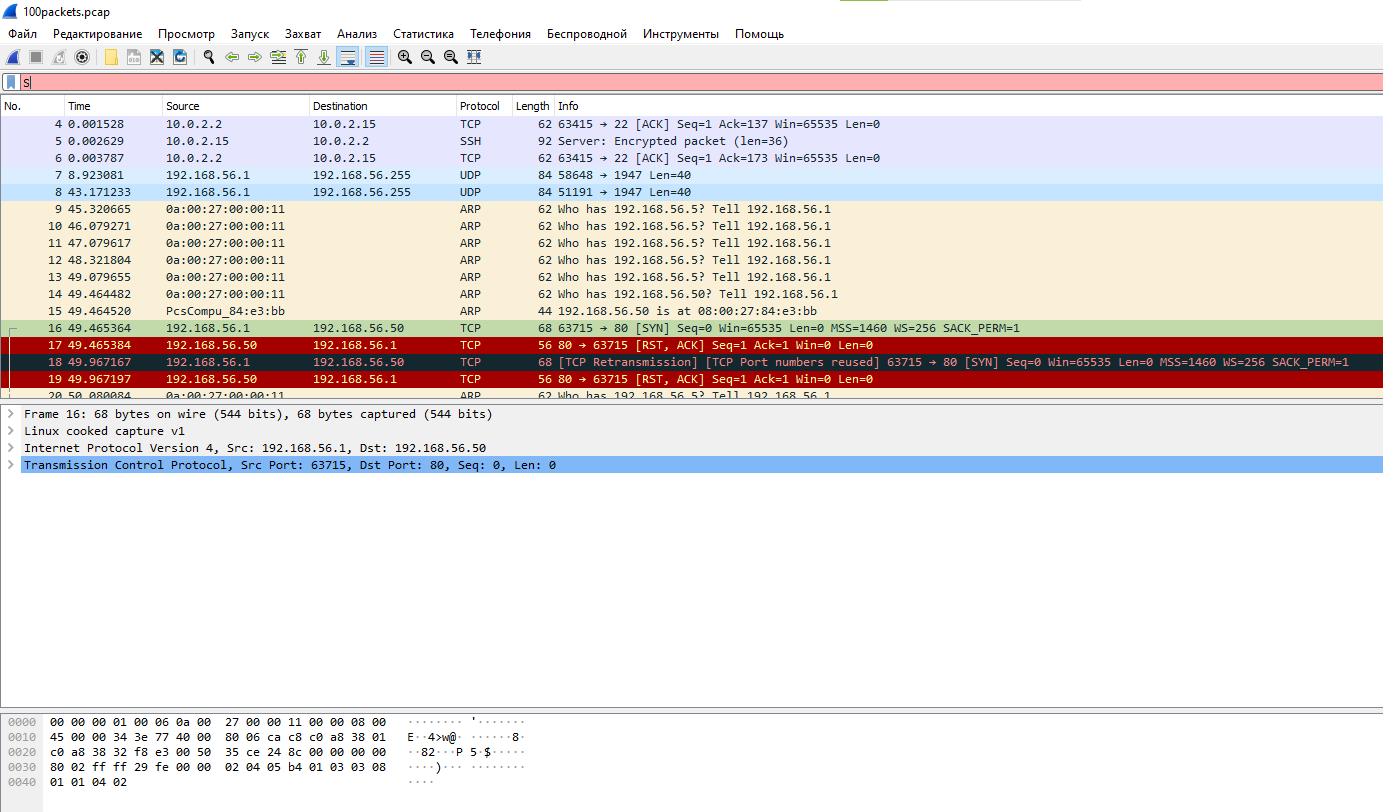 100packets.pcap
Файл Редактирование Просмотр Запуск Захват Анализ Статистика Телефония Беспроводной Инструменты Помощь
S
No. Time Source Destination Protocol Length Info
4 0.001528 10.0.2.2 10.0.2.15 TCP 62 63415 → 22 [ACK] Seq=1 Ack=137 Win=65535 Len=0
5 0.002629 10.0.2.15 10.0.2.2 SSH 92 Server: Encrypted packet (len=36)
6 0.003787 10.0.2.2 10.0.2.15 TCP 62 63415 → 22 [ACK] Seq=1 Ack=173 Win=65535 Len=0
7 8.923081 192.168.56.1 192.168.56.255 UDP 84 58648 → 1947 Len=40
8 43.171233 192.168.56.1 192.168.56.255 UDP 84 51191 → 1947 Len=40
9 45.320665 0a:00:27:00:00:11 ARP 62 Who has 192.168.56.5? Tell 192.168.56.1
10 46.079271 0a:00:27:00:00:11 ARP 62 Who has 192.168.56.5? Tell 192.168.56.1
11 47.079617 0a:00:27:00:00:11 ARP 62 Who has 192.168.56.5? Tell 192.168.56.1
12 48.321804 0a:00:27:00:00:11 ARP 62 Who has 192.168.56.5? Tell 192.168.56.1
13 49.079655 0a:00:27:00:00:11 ARP 62 Who has 192.168.56.5? Tell 192.168.56.1
14 49.464482 0a:00:27:00:00:11 ARP 62 Who has 192.168.56.50? Tell 192.168.56.1
15 49.464520 PcsCompu_84:e3:bb ARP 44 192.168.56.50 is at 08:00:27:84:e3:bb
16 49.465364 192.168.56.1 192.168.56.50 TCP 68 63715 → 80 [SYN] Seq=0 Win=65535 Len=0 MSS=1460 WS=256 SACK_PERM=1
17 49.465384 192.168.56.50 192.168.56.1 TCP 56 80 → 63715 [RST, ACK] Seq=1 Ack=1 Win=0 Len=0
18 49.967167 192.168.56.1 192.168.56.50 TCP 68 [TCP Retransmission] [TCP Port numbers reused] 63715 → 80 [SYN] Seq=0 Win=65535 Len=0 MSS=1460 WS=256 SACK_PERM=1
19 49.967197 192.168.56.50 192.168.56.1 TCP 56 80 → 63715 [RST, ACK] Seq=1 Ack=1 Win=0 Len=0
20 50.080084 0a:00:27:00:00:11 ARP 62 Who has 192.168.56.5? Tell 192.168.56.1
Frame 16: 68 bytes on wire (544 bits), 68 bytes captured (544 bits)
Linux cooked capture v1
Internet Protocol Version 4, Src: 192.168.56.1, Dst: 192.168.56.50
Transmission Control Protocol, Src Port: 63715, Dst Port: 80, Seq: 0, Len: 0
0000 00 00 00 01 00 06 0a 00 27 00 00 11 00 00 08 00 ········ '·······
0010 45 00 00 34 3e 77 40 00 80 06 ca c8 c0 a8 38 01 E··4>w@· ······8·
0020 c0 a8 38 32 f8 e3 00 50 35 ce 24 8c 00 00 00 00 ··82···P 5·$·····
0030 80 02 ff ff 29 fe 00 00 02 04 05 b4 01 03 03 08 ····)··· ········
0040 01 01 04 02 ····